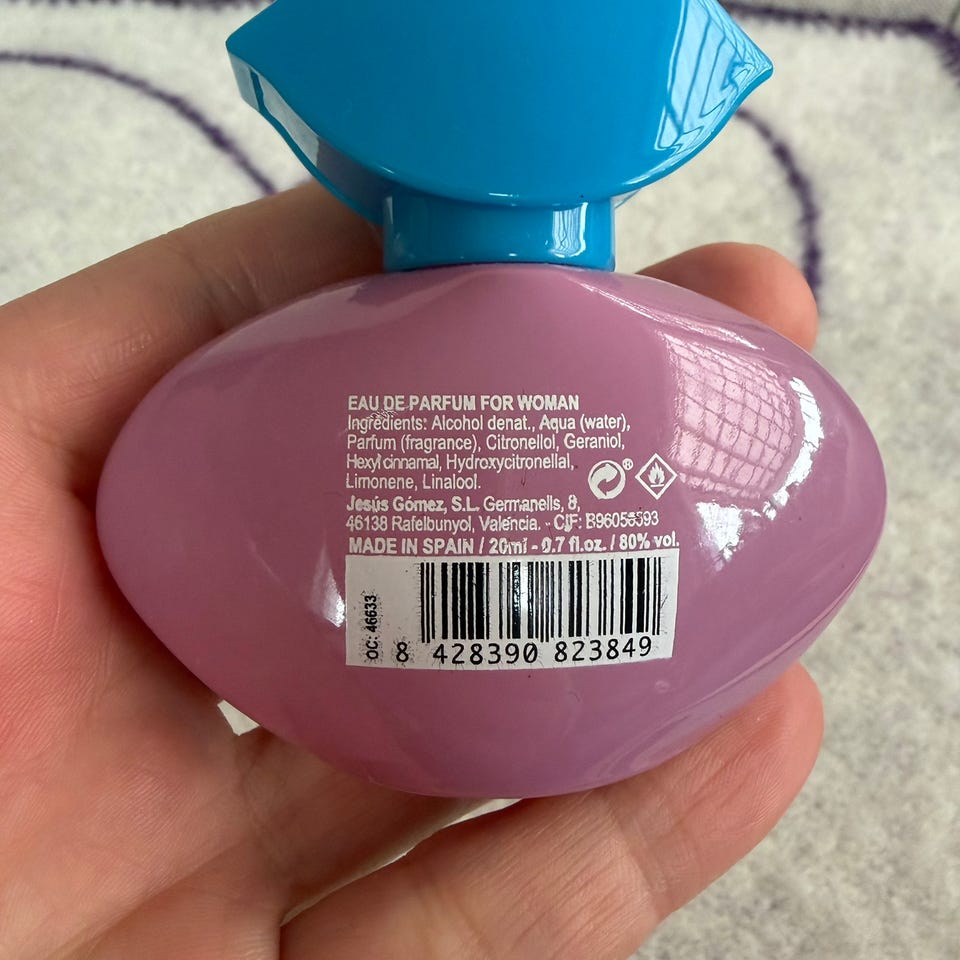 EAU DE PARFUM FOR WOMAN
Ingredients: Alcohol denat., Aqua (water),
Parfum (fragrance), Citronellol, Geraniol,
Hexyl cinnamal, Hydroxycitronellal,
Limonene, Linalool.
Jesús Gómez, S.L. Germanells, 8,
46138 Rafelbunyol, Valencia. - CIF:
MADE IN SPAIN / 20ml - 0.7 fl.oz. / 80% vol.
OC: 46633
8 428390 823849